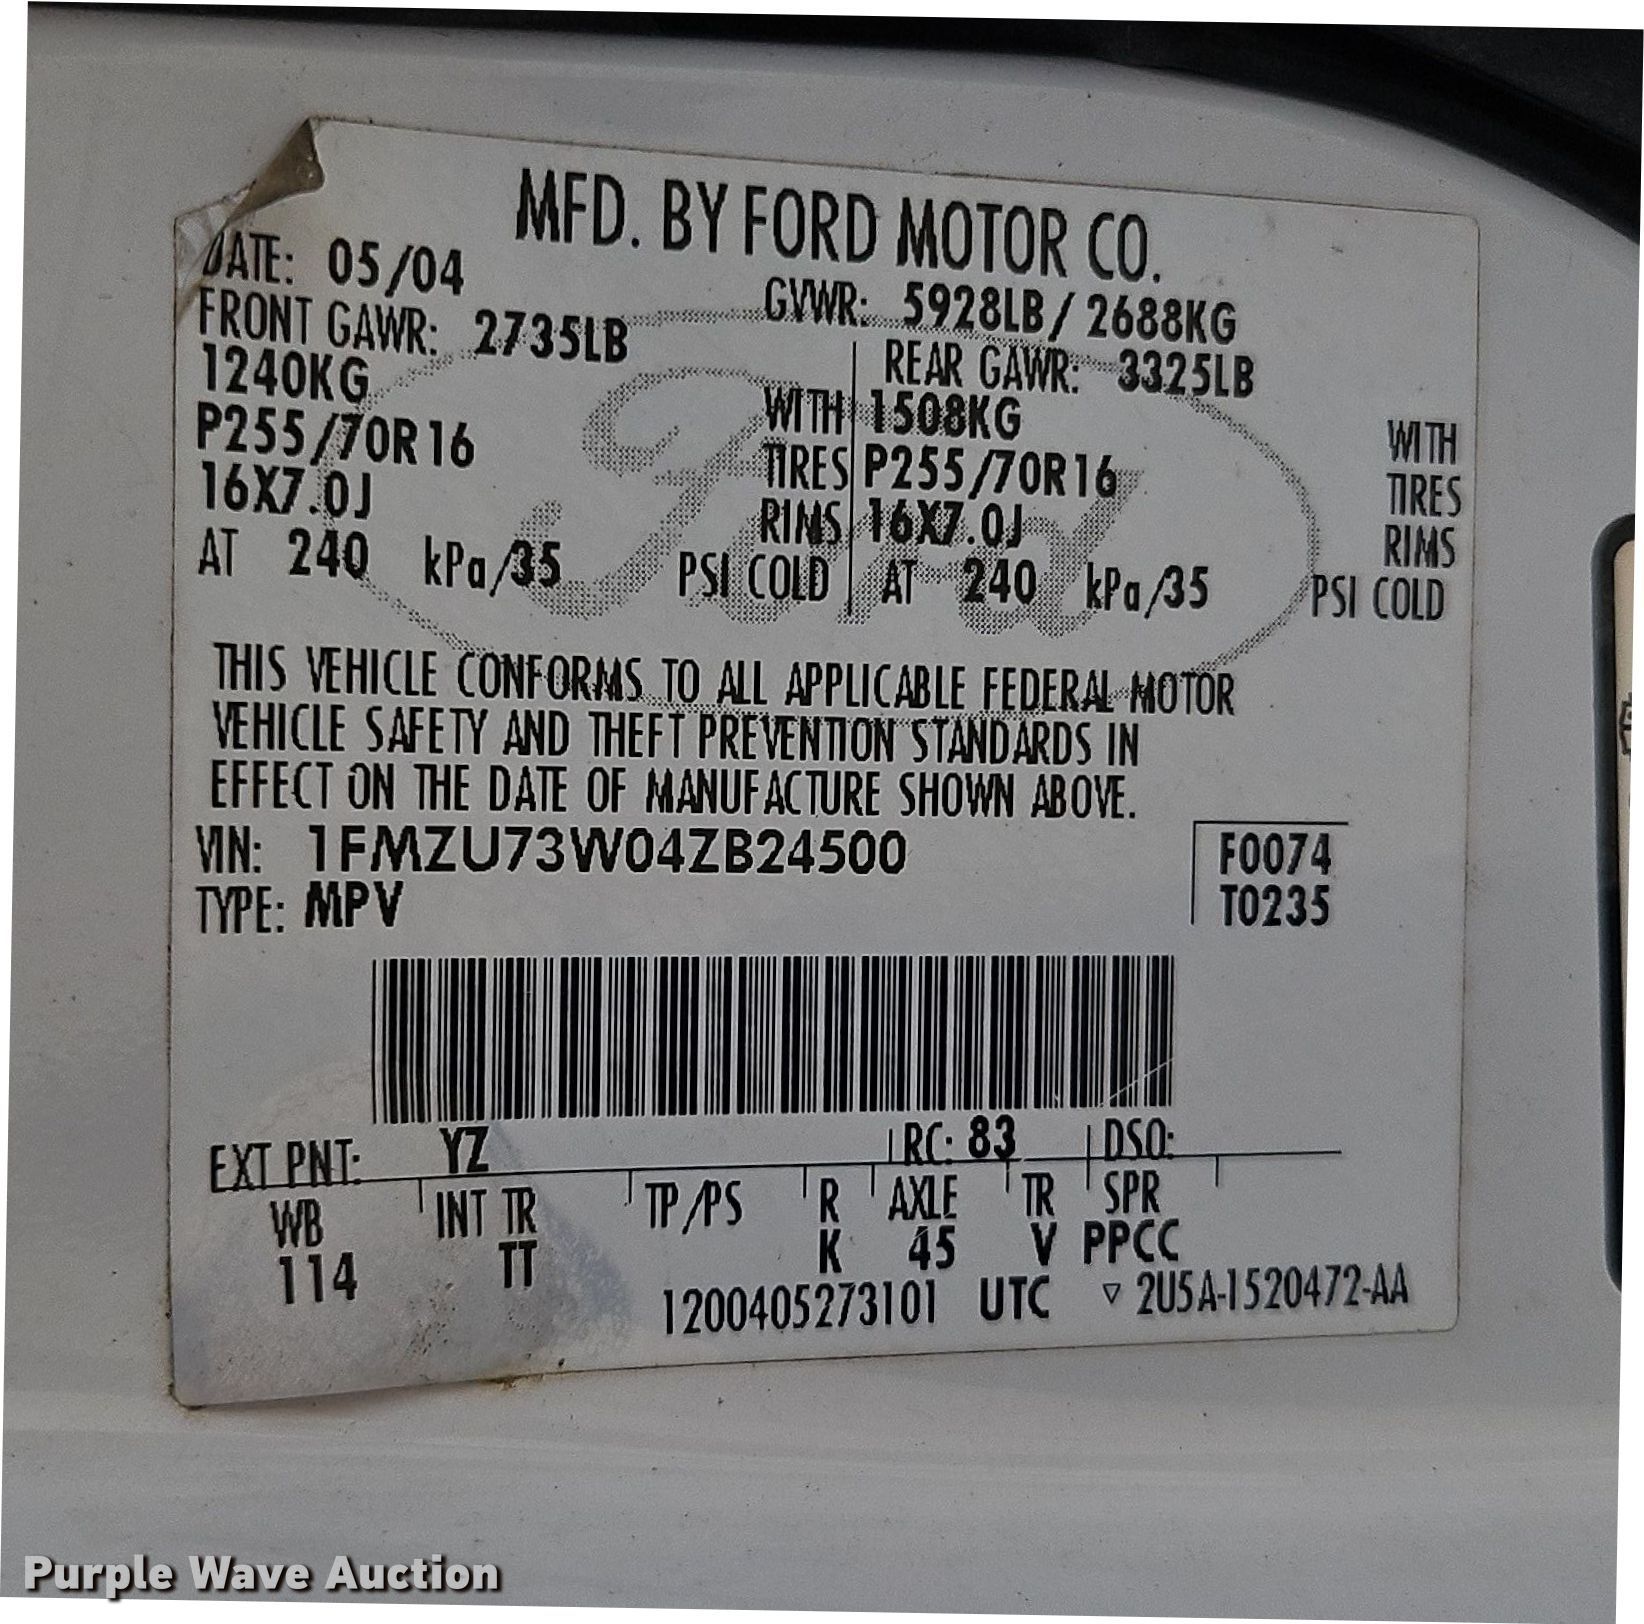 MFD. BY FORD MOTOR CO.
DATE: 05/04
GVWR: 5928LB / 2688KG
FRONT GAWR: 2735LB
REAR GAWR: 3325LB
1240KG WITH 1508KG WITH
P255/70R16 TIRES P255/70R16 TIRES
16X7.0J RIMS 16X7.0J RIMS
AT 240 kPa/35 PSI COLD AT 240 kPa/35 PSI COLD
Ford
THIS VEHICLE CONFORMS TO ALL APPLICABLE FEDERAL MOTOR
VEHICLE SAFETY AND THEFT PREVENTION STANDARDS IN
EFFECT ON THE DATE OF MANUFACTURE SHOWN ABOVE.
VIN: 1FMZU73W04ZB24500 F0074
TYPE: MPV T0235
EXT PNT: YZ RC: 83 DSO:
WB INT TR TP/PS R AXLE TR SPR
114 TT K 45 V PPCC
1200405273101 UTC ▽ 2U5A-1520472-AA
Purple Wave Auction